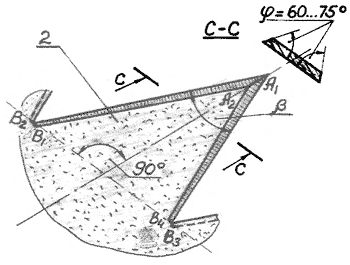 φ=60...75°
C-C
2
C
A₁
A₂
B₂
B₁
β
90°
C
B₄
B₃